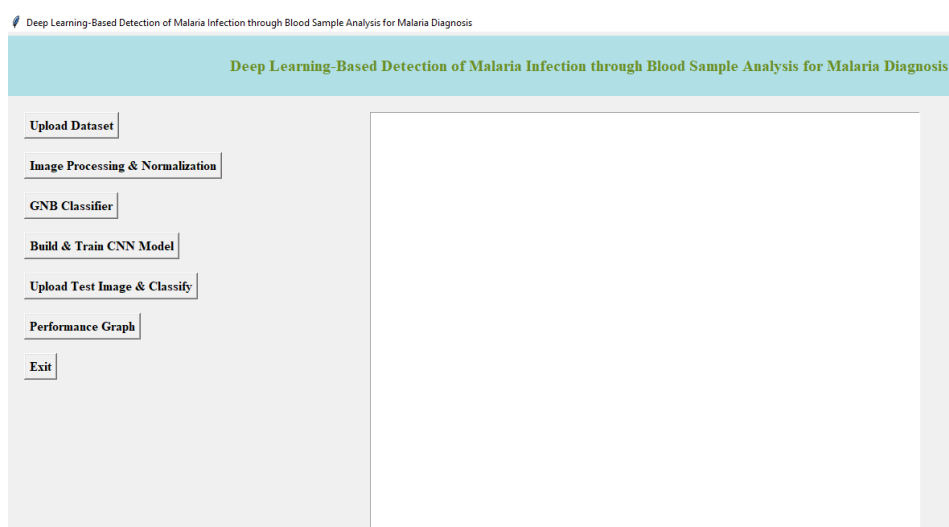 Deep Learning-Based Detection of Malaria Infection through Blood Sample Analysis for Malaria Diagnosis
Deep Learning-Based Detection of Malaria Infection through Blood Sample Analysis for Malaria Diagnosis
Upload Dataset
Image Processing & Normalization
GNB Classifier
Build & Train CNN Model
Upload Test Image & Classify
Performance Graph
Exit